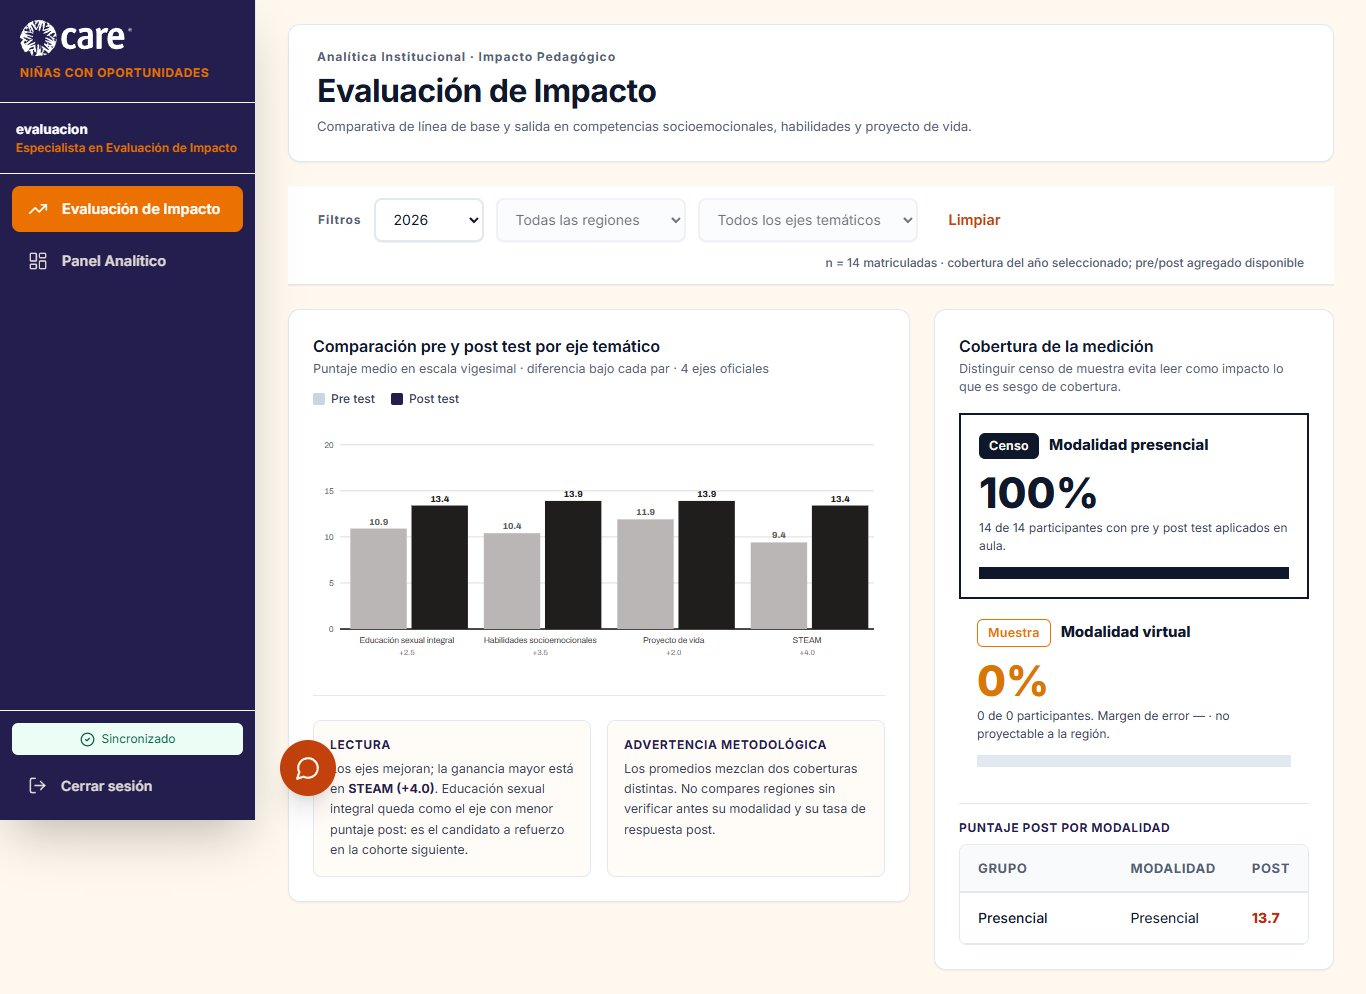 care
NIÑAS CON OPORTUNIDADES
evaluacion
Especialista en Evaluación de Impacto
Evaluación de Impacto
Panel Analítico
Sincronizado
Cerrar sesión
Analítica Institucional · Impacto Pedagógico
Evaluación de Impacto
Comparativa de línea de base y salida en competencias socioemocionales, habilidades y proyecto de vida.
Filtros 2026 Todas las regiones Todos los ejes temáticos Limpiar
n = 14 matriculadas · cobertura del año seleccionado; pre/post agregado disponible
Comparación pre y post test por eje temático
Puntaje medio en escala vigesimal · diferencia bajo cada par · 4 ejes oficiales
Pre test Post test
20
15
10
5
0
10.9 13.4 10.4 13.9 11.9 13.9 9.4 13.4
Educación sexual integral Habilidades socioemocionales Proyecto de vida STEAM
+2.5 +3.5 +2.0 +4.0
LECTURA
ejes mejoran; la ganancia mayor está
en STEAM (+4.0). Educación sexual
integral queda como el eje con menor
puntaje post: es el candidato a refuerzo
en la cohorte siguiente.
ADVERTENCIA METODOLÓGICA
Los promedios mezclan dos coberturas
distintas. No compares regiones sin
verificar antes su modalidad y su tasa de
respuesta post.
Cobertura de la medición
Distinguir censo de muestra evita leer como impacto lo
que es sesgo de cobertura.
Censo Modalidad presencial
100%
14 de 14 participantes con pre y post test aplicados en
aula.
Muestra Modalidad virtual
0%
0 de 0 participantes. Margen de error — · no
proyectable a la región.
PUNTAJE POST POR MODALIDAD
GRUPO MODALIDAD POST
Presencial Presencial 13.7